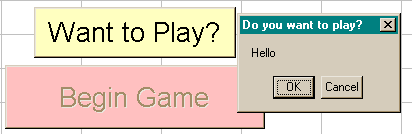 Want to Play?
Do you want to play?
Hello
OK Cancel
Begin Game